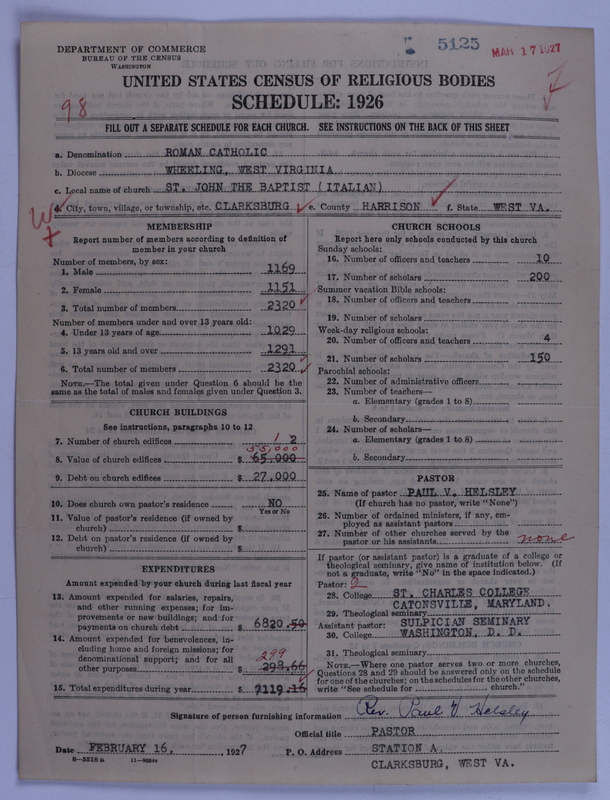 DEPARTMENT OF COMMERCE
BUREAU OF THE CENSUS
WASHINGTON
5125
MAR 17 1927
UNITED STATES CENSUS OF RELIGIOUS BODIES
SCHEDULE: 1926
98
FILL OUT A SEPARATE SCHEDULE FOR EACH CHURCH. SEE INSTRUCTIONS ON THE BACK OF THIS SHEET
a. Denomination ROMAN CATHOLIC
b. Diocese WHEELING, WEST VIRGINIA
c. Local name of church ST. JOHN THE BAPTIST (ITALIAN)
d. City, town, village, or township, etc. CLARKSBURG e. County HARRISON f. State WEST VA.
MEMBERSHIP
Report number of members according to definition of
member in your church
Number of members, by sex:
1. Male 1169
2. Female 1151
3. Total number of members 2320
Number of members under and over 13 years old:
4. Under 13 years of age 1029
5. 13 years old and over 1291
6. Total number of members 2320
NOTE.—The total given under Question 6 should be the
same as the total of males and females given under Question 3.
CHURCH BUILDINGS
See instructions, paragraphs 10 to 12
7. Number of church edifices 1 2
55,000
8. Value of church edifices $ 65,000
9. Debt on church edifices $ 27,000
10. Does church own pastor's residence NO
Yes or No
11. Value of pastor's residence (if owned by
church) $
12. Debt on pastor's residence (if owned by
church) $
EXPENDITURES
Amount expended by your church during last fiscal year
13. Amount expended for salaries, repairs,
and other running expenses; for im-
provements or new buildings; and for
payments on church debt $ 6820.50
14. Amount expended for benevolences, in-
cluding home and foreign missions; for
denominational support; and for all
299
other purposes $ 298.66
15. Total expenditures during year $ 7119.16
CHURCH SCHOOLS
Report here only schools conducted by this church
Sunday schools:
16. Number of officers and teachers 10
17. Number of scholars 200
Summer vacation Bible schools:
18. Number of officers and teachers
19. Number of scholars
Week-day religious schools:
20. Number of officers and teachers 4
21. Number of scholars 150
Parochial schools:
22. Number of administrative officers
23. Number of teachers—
a. Elementary (grades 1 to 8)
b. Secondary
24. Number of scholars—
a. Elementary (grades 1 to 8)
b. Secondary
PASTOR
25. Name of pastor PAUL V. HELSLEY
(If church has no pastor, write "None")
26. Number of ordained ministers, if any, em-
ployed as assistant pastors
27. Number of other churches served by the
pastor or his assistants none
If pastor (or assistant pastor) is a graduate of a college or
theological seminary, give name of institution below. (If
not a graduate, write "No" in the space indicated.)
Pastor:
28. College ST. CHARLES COLLEGE
CATONSVILLE, MARYLAND.
29. Theological seminary
Assistant pastor: SULPICIAN SEMINARY
30. College WASHINGTON, D. D.
31. Theological seminary
NOTE.—Where one pastor serves two or more churches,
Questions 28 and 29 should be answered only on the schedule
for one of the churches; on the schedules for the other churches,
write "See schedule for church."
Signature of person furnishing information Rev. Paul V Helsley
Official title PASTOR
Date FEBRUARY 16, 1927 P. O. Address STATION A.
8—5518a 11—9054
CLARKSBURG, WEST VA.